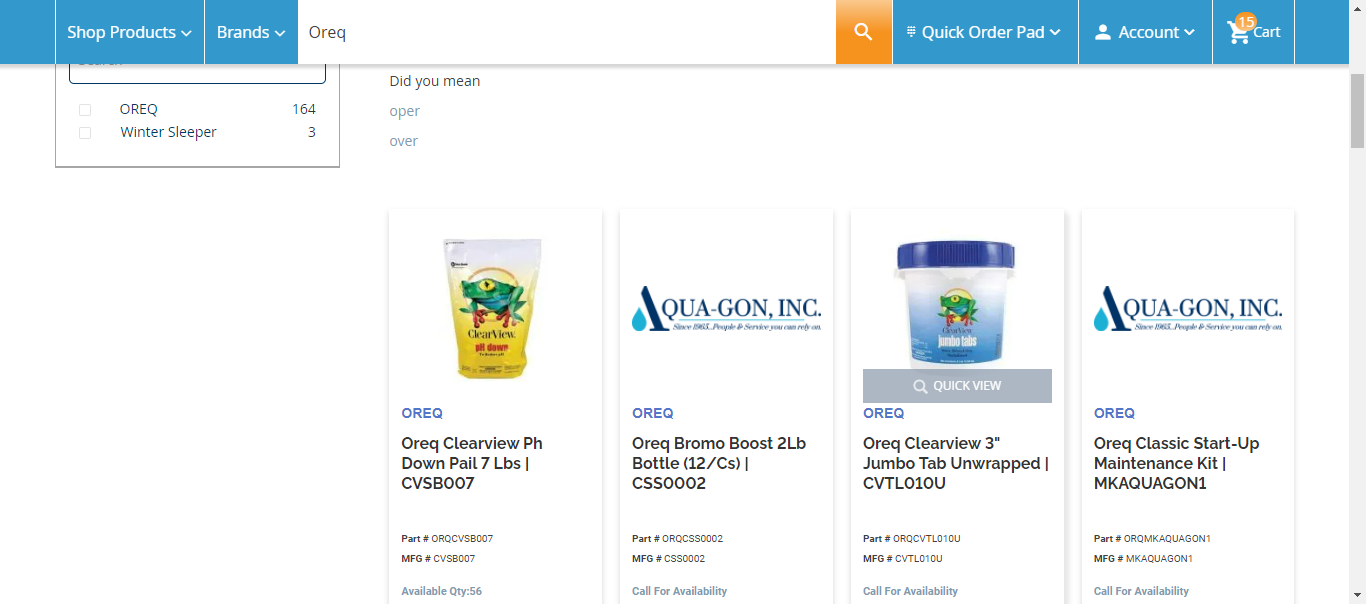 Shop Products
Brands
Oreq
Quick Order Pad
Account
15
Cart
OREQ 164
Winter Sleeper 3
Did you mean
oper
over
ClearView
pH down
AQUA-GON, INC.
Since 1965...People & Service you can rely on.
ClearView
jumbo tabs
QUICK VIEW
AQUA-GON, INC.
Since 1965...People & Service you can rely on.
OREQ
Oreq Clearview Ph
Down Pail 7 Lbs |
CVSB007
Part # ORQCVSB007
MFG # CVSB007
Available Qty:56
OREQ
Oreq Bromo Boost 2Lb
Bottle (12/Cs) |
CSS0002
Part # ORQCSS0002
MFG # CSS0002
Call For Availability
OREQ
Oreq Clearview 3"
Jumbo Tab Unwrapped |
CVTL010U
Part # ORQCVTL010U
MFG # CVTL010U
Call For Availability
OREQ
Oreq Classic Start-Up
Maintenance Kit |
MKAQUAGON1
Part # ORQMKAQUAGON1
MFG # MKAQUAGON1
Call For Availability